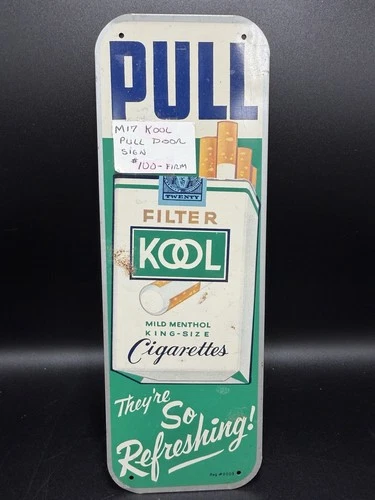 PULL
M17 KOOL
PULL DOOR
SIGN
$100-FIRM
TWENTY
FILTER
KOOL
MILD MENTHOL
KING-SIZE
Cigarettes
They're
So
Refreshing!